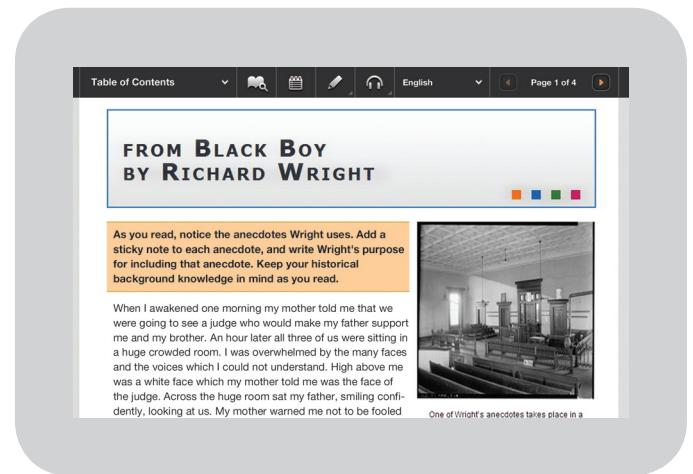 Table of Contents
English
Page 1 of 4
FROM BLACK BOY
BY RICHARD WRIGHT
As you read, notice the anecdotes Wright uses. Add a
sticky note to each anecdote, and write Wright's purpose
for including that anecdote. Keep your historical
background knowledge in mind as you read.
When I awakened one morning my mother told me that we
were going to see a judge who would make my father support
me and my brother. An hour later all three of us were sitting in
a huge crowded room. I was overwhelmed by the many faces
and the voices which I could not understand. High above me
was a white face which my mother told me was the face of
the judge. Across the huge room sat my father, smiling confi-
dently, looking at us. My mother warned me not to be fooled
One of Wright's anecdotes takes place in a